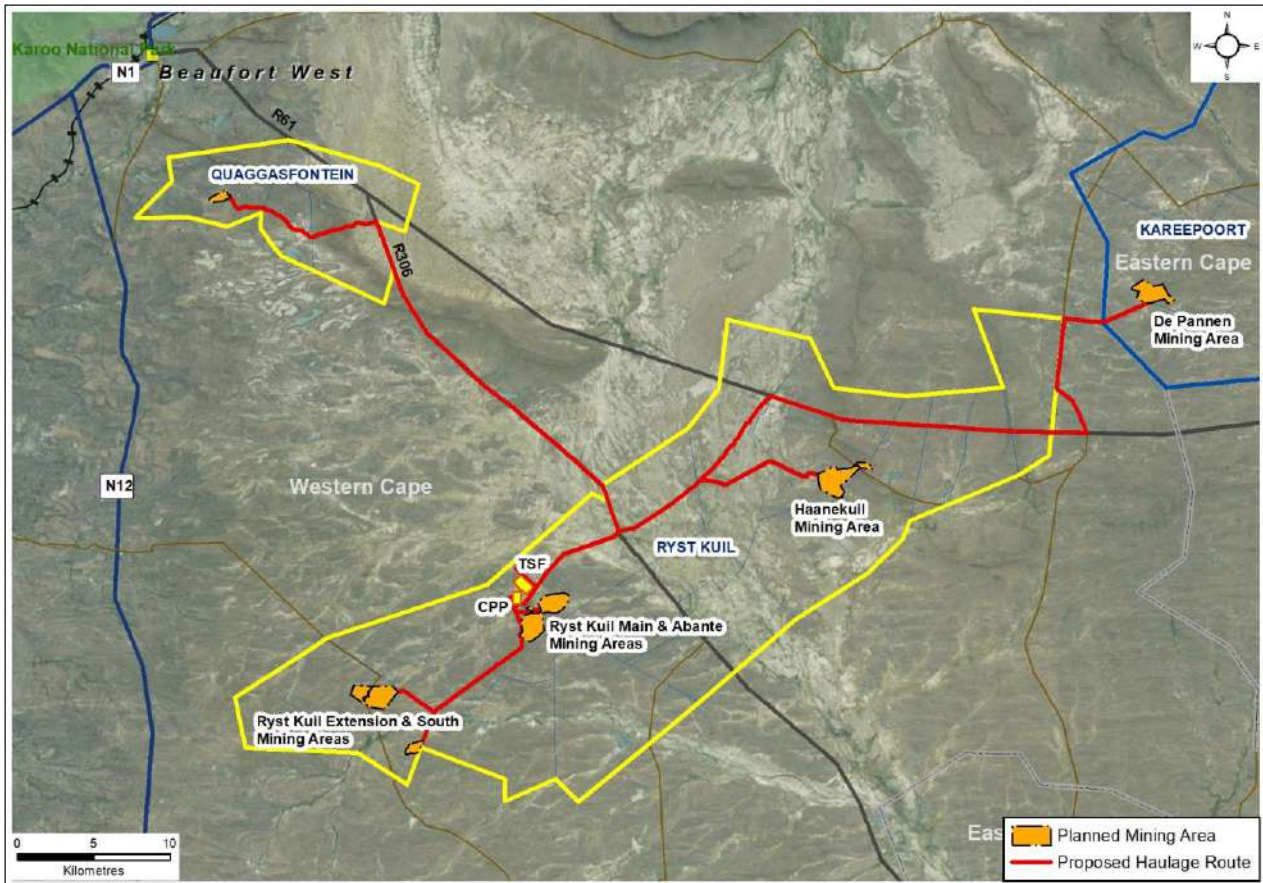 Karoo National Park
N1
Beaufort West
N
W
E
S
R61
QUAGGASFONTEIN
R306
KAREEPOORT
Eastern Cape
De Pannen
Mining Area
N12
Western Cape
Haanekuil
Mining Area
RYST KUIL
TSF
CPP
Ryst Kuil Main & Abante
Mining Areas
Ryst Kuil Extension & South
Mining Areas
0 5 10
Kilometres
Eas
Planned Mining Area
Proposed Haulage Route